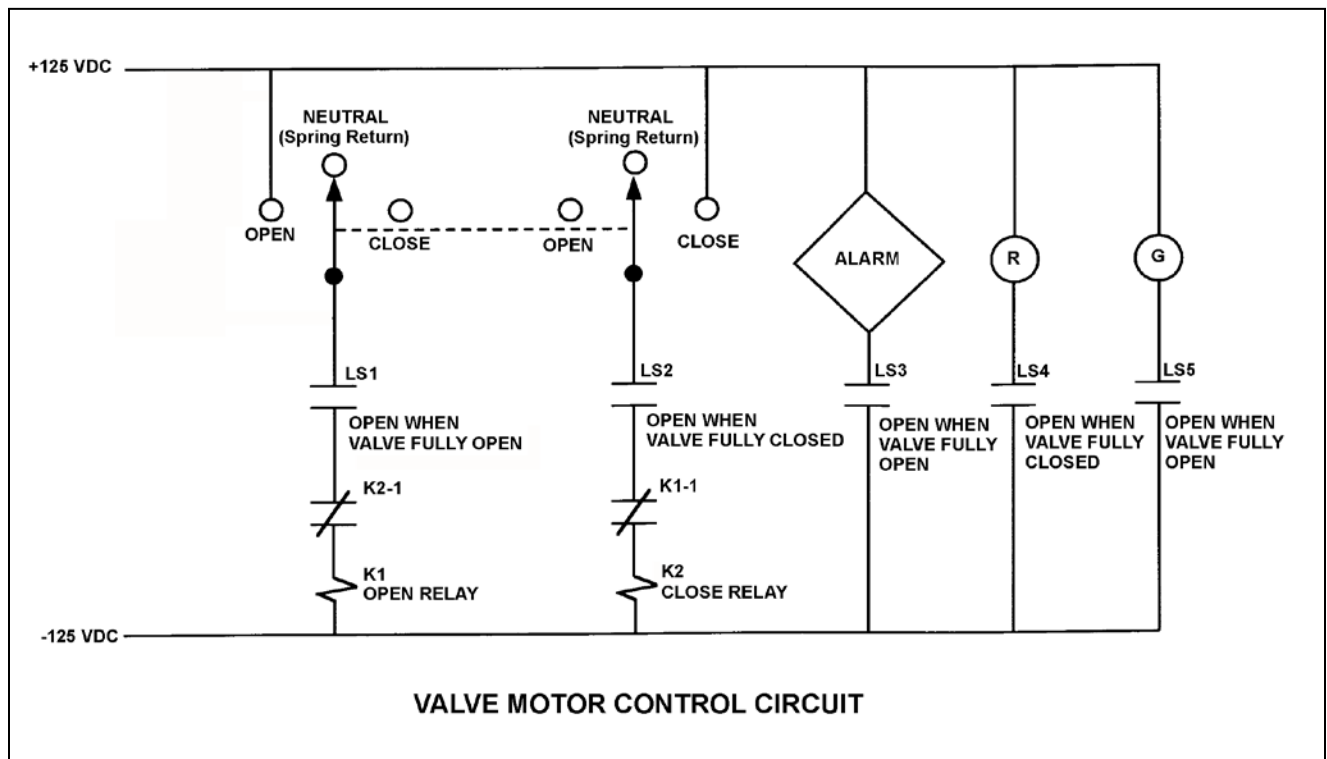 +125 VDC
NEUTRAL
(Spring Return)
NEUTRAL
(Spring Return)
OPEN
CLOSE
OPEN
CLOSE
ALARM
R
G
LS1
OPEN WHEN
VALVE FULLY OPEN
LS2
OPEN WHEN
VALVE FULLY CLOSED
LS3
OPEN WHEN
VALVE FULLY
OPEN
LS4
OPEN WHEN
VALVE FULLY
CLOSED
LS5
OPEN WHEN
VALVE FULLY
OPEN
K2-1
K1-1
K1
OPEN RELAY
K2
CLOSE RELAY
-125 VDC
VALVE MOTOR CONTROL CIRCUIT